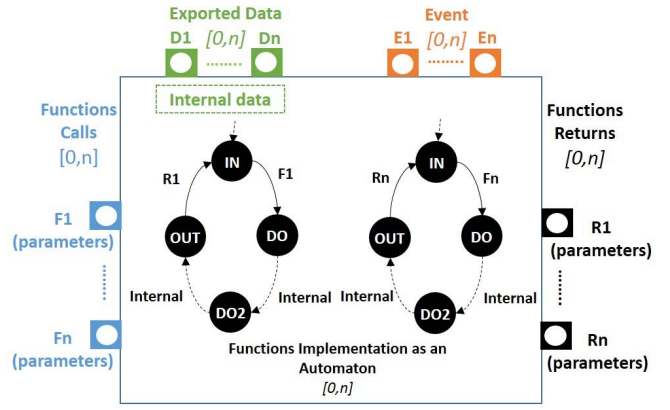 Exported Data
D1 [0,n] Dn
Event
E1 [0,n] En
Internal data
Functions
Calls
[0,n]
Functions
Returns
[0,n]
IN
R1
F1
OUT
DO
Internal
Internal
DO2
IN
Rn
Fn
OUT
DO
Internal
Internal
DO2
F1
(parameters)
Fn
(parameters)
R1
(parameters)
Rn
(parameters)
Functions Implementation as an
Automaton
[0,n]